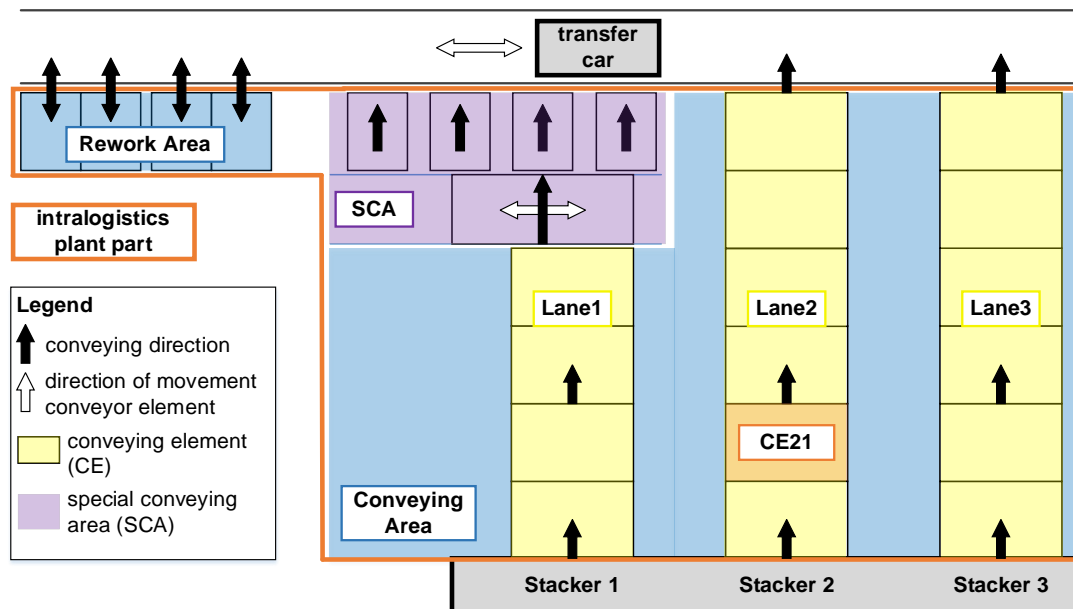 transfer
car
Rework Area
SCA
intralogistics
plant part
Lane1
Lane2
Lane3
Legend
conveying direction
direction of movement
conveyor element
conveying element
(CE)
special conveying
area (SCA)
CE21
Conveying
Area
Stacker 1
Stacker 2
Stacker 3